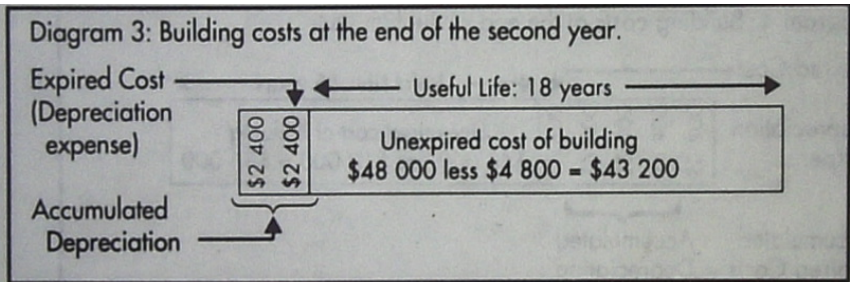 Diagram 3: Building costs at the end of the second year.
Expired Cost
(Depreciation
expense)
Useful Life: 18 years
$2 400
$2 400
Unexpired cost of building
$48 000 less $4 800 = $43 200
Accumulated
Depreciation